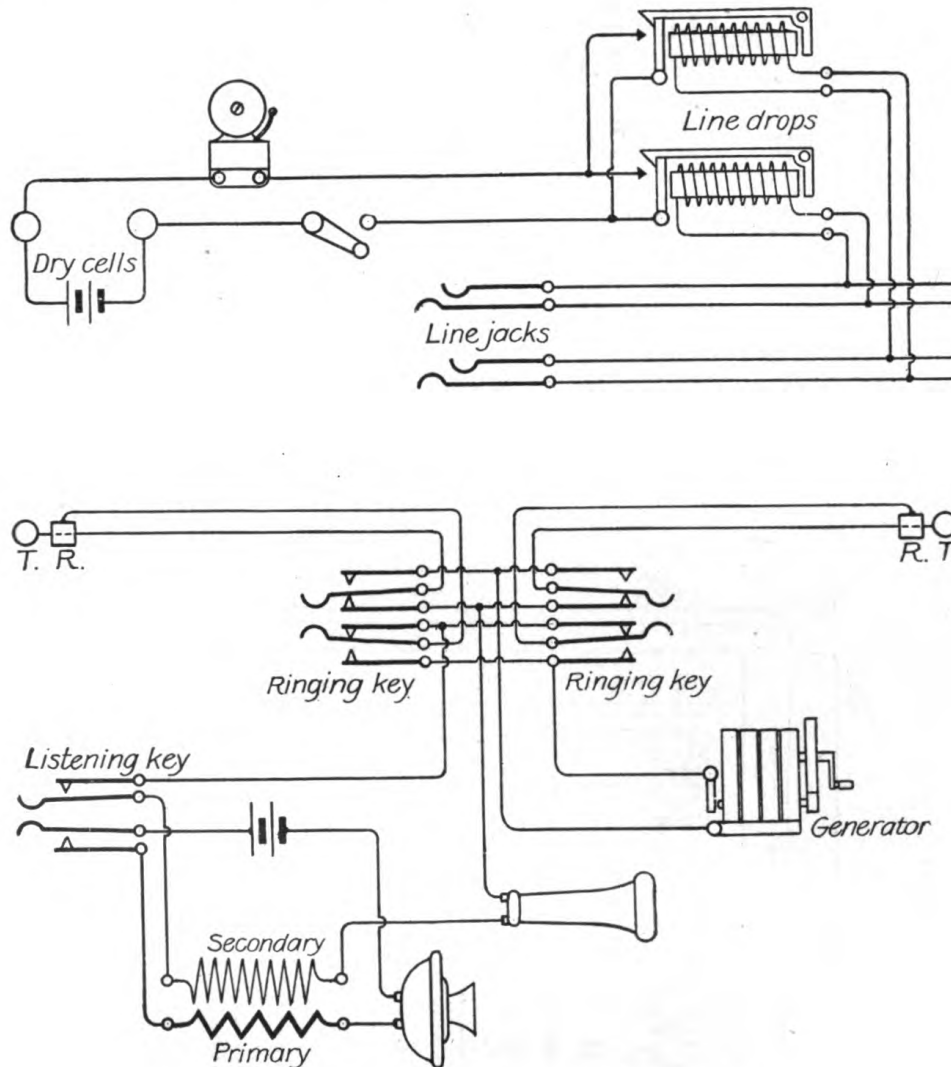 Line drops
Dry cells
Line jacks
T. R.
R. T
Ringing key
Ringing key
Listening key
Generator
Secondary
Primary